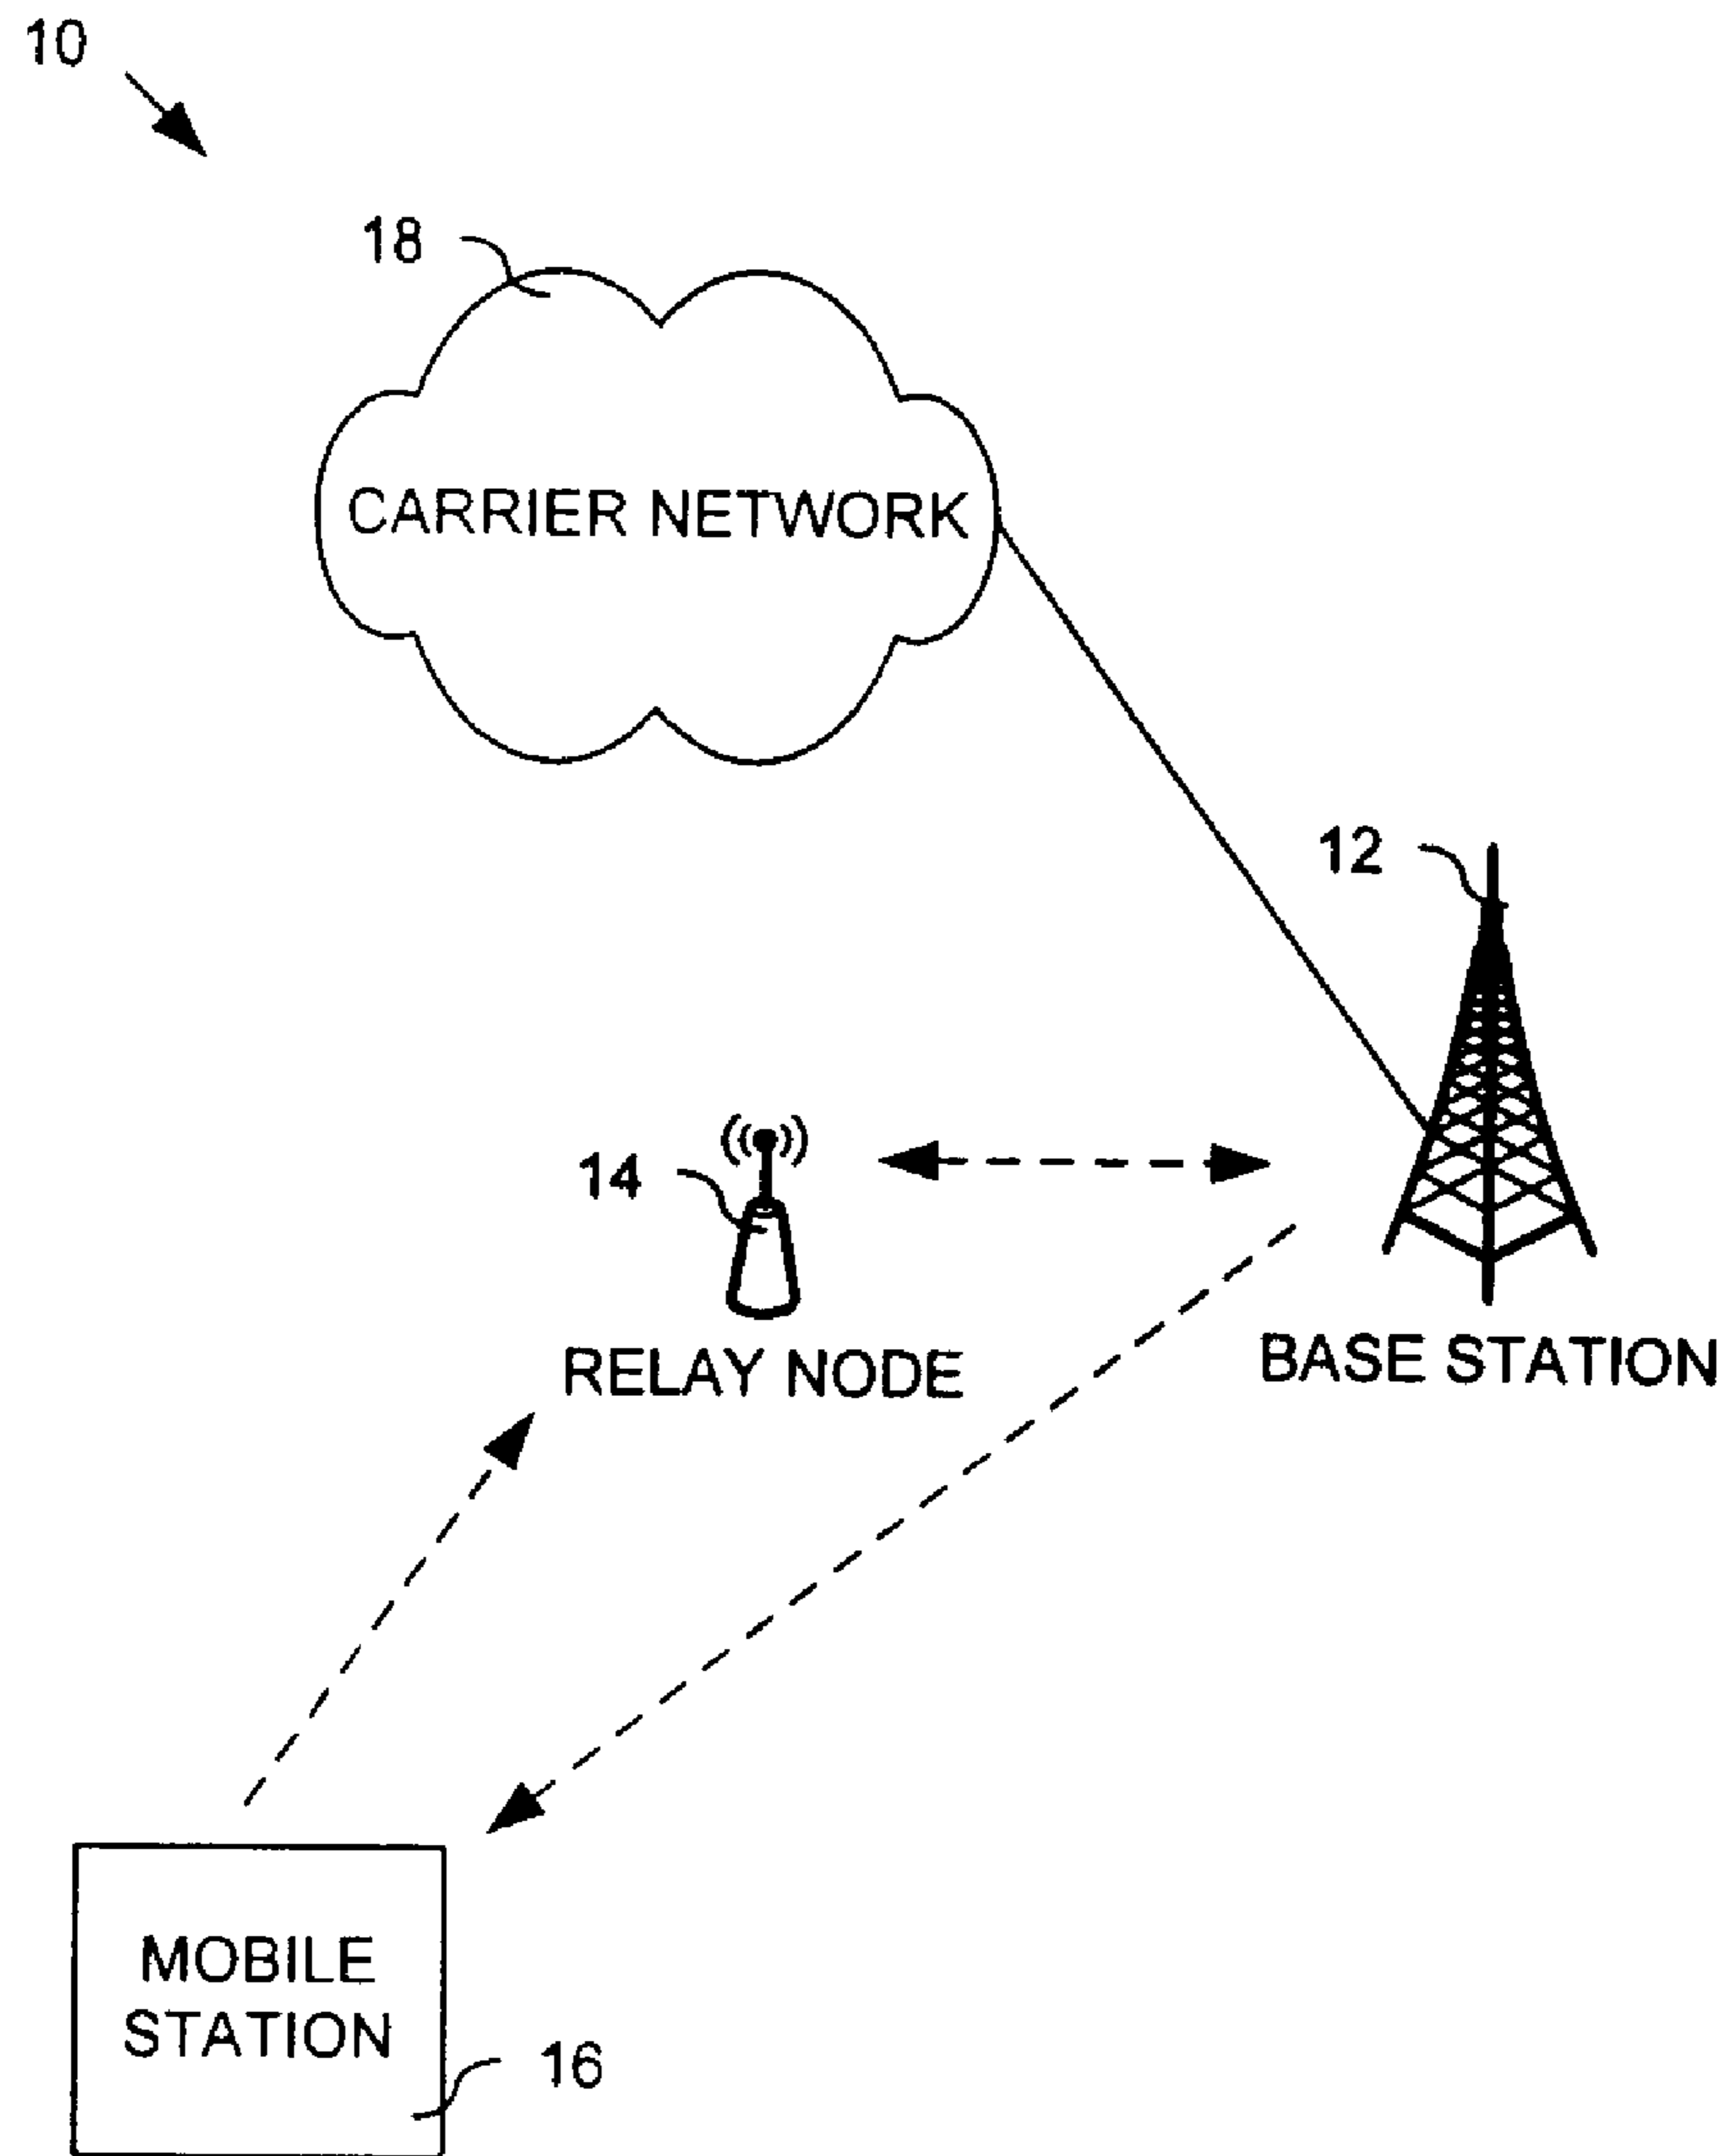 10
18
CARRIER NETWORK
12
14
RELAY NODE
BASE STATION
MOBILE
STATION
16